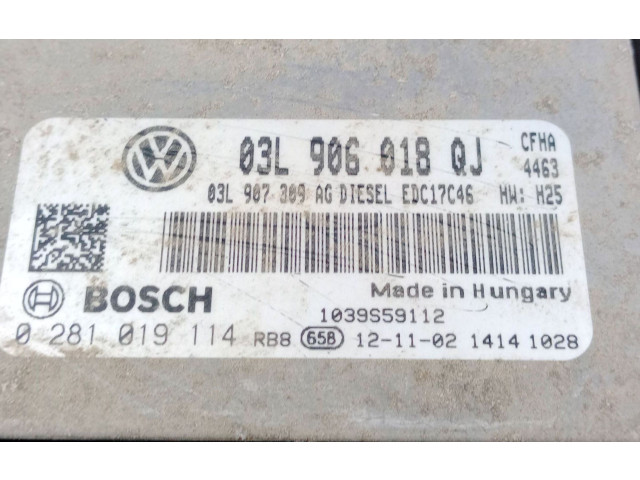 03L 906 018 QJ CFHA
4463
03L 907 309 AG DIESEL EDC17C46 HW: H25
BOSCH Made in Hungary
1039S59112
0 281 019 114 RB8 658 12-11-02 1414 1028